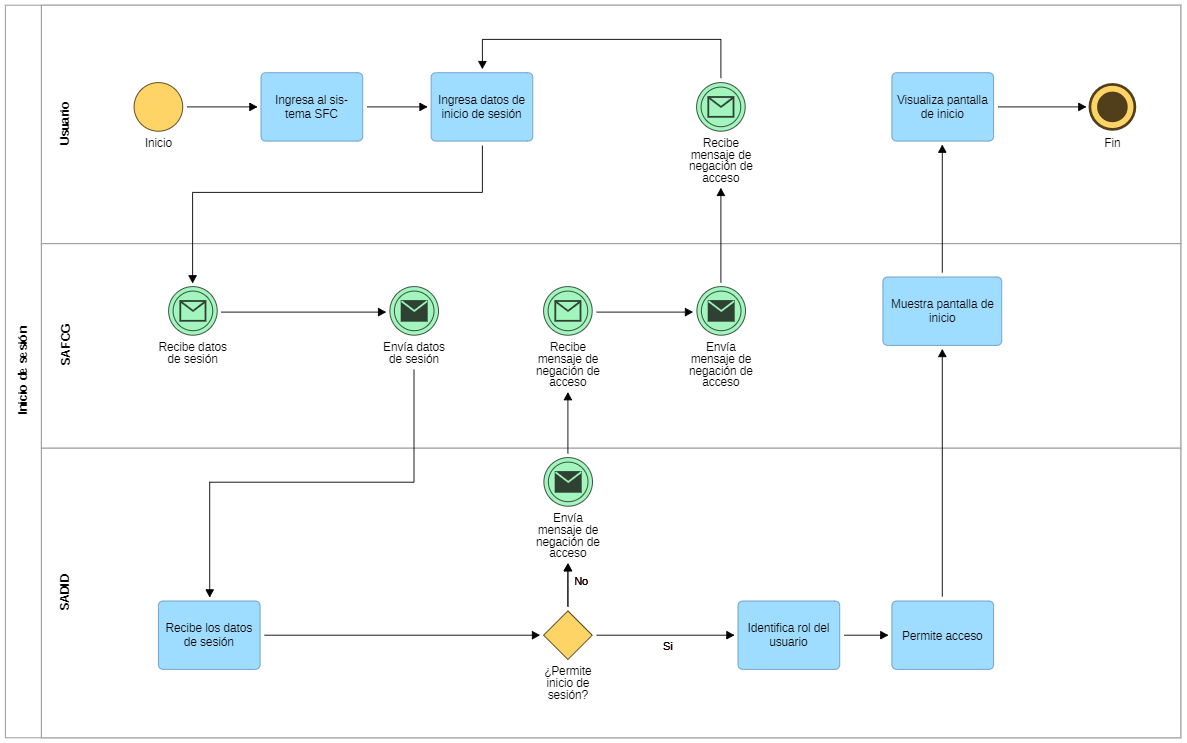 Inicio de sesión
Usuario
Inicio
Ingresa al sis-
tema SFC
Ingresa datos de
inicio de sesión
Recibe
mensaje de
negación de
acceso
Visualiza pantalla
de inicio
Fin
SAFCG
Recibe datos
de sesión
Envía datos
de sesión
Recibe
mensaje de
negación de
acceso
Envía
mensaje de
negación de
acceso
Muestra pantalla de
inicio
SADID
Envía
mensaje de
negación de
acceso
No
Recibe los datos
de sesión
¿Permite
inicio de
sesión?
Si
Identifica rol del
usuario
Permite acceso